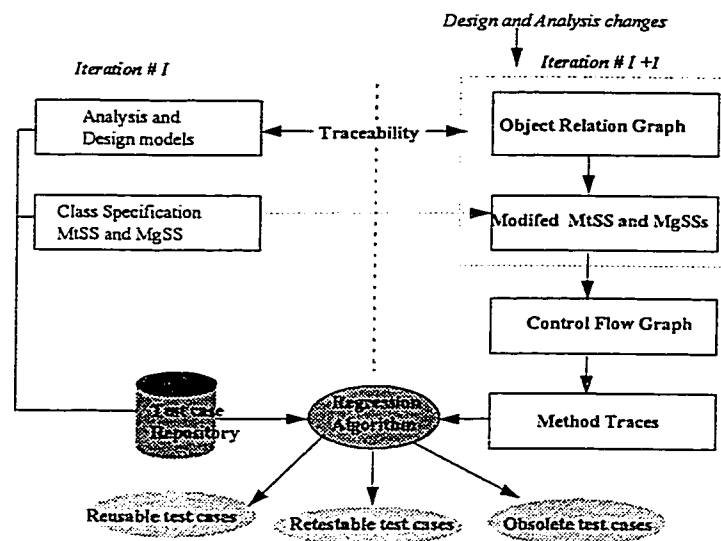 Design and Analysis changes
Iteration # I
Iteration # I +1
Analysis and
Design models
Traceability
Object Relation Graph
Class Specification
MtSS and MgSS
Modifed MtSS and MgSSs
Control Flow Graph
Test case
Repository
Regression
Algorithm
Method Traces
Reusable test cases
Retestable test cases
Obsolete test cases